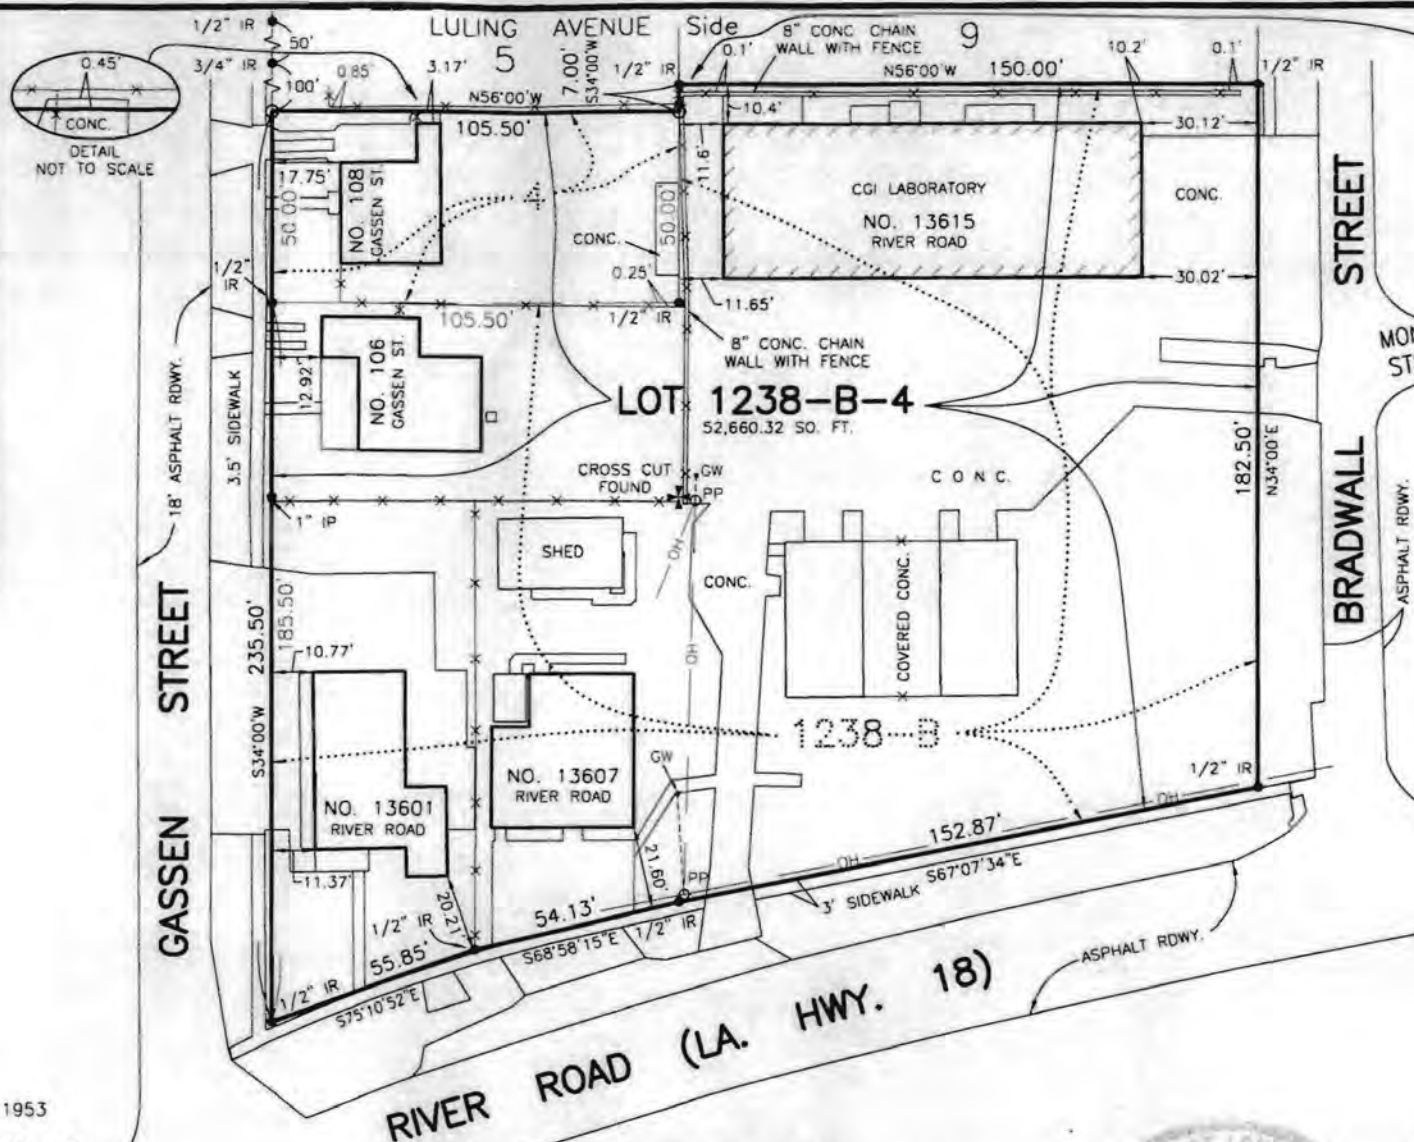 LULING AVENUE Side
5
9
1/2" IR
50'
3/4" IR
100'
0.45'
CONC.
DETAIL
NOT TO SCALE
0.85'
3.17'
N56°00'W
105.50'
7.00'
S34°00'W
1/2" IR
0.1'
8" CONC CHAIN
WALL WITH FENCE
N56°00'W
150.00'
10.2'
0.1'
1/2" IR
10.4'
30.12'
11.6'
17.75'
50.00
NO. 108
GASSEN ST.
CONC.
50.00
0.25'
CGI LABORATORY
NO. 13615
RIVER ROAD
CONC.
30.02'
11.65'
1/2"
IR
105.50'
1/2" IR
8" CONC. CHAIN
WALL WITH FENCE
12.92'
NO. 106
GASSEN ST.
3.5' SIDEWALK
18' ASPHALT RDWY.
LOT 1238-B-4
52,660.32 SQ. FT.
182.50'
N34°00'E
STREET
BRADWALL
MON
ST
ASPHALT RDWY.
CROSS CUT
FOUND
GW
PP
CONC.
1" IP
OH
SHED
CONC.
COVERED CONC.
OH
235.50'
185.50'
S34°00'W
10.77'
STREET
GASSEN
1238-B
GW
NO. 13607
RIVER ROAD
NO. 13601
RIVER ROAD
1/2" IR
OH
152.87'
OH
S67°07'34"E
3' SIDEWALK
PP
21.60'
11.37'
20.21'
1/2" IR
54.13'
S68°58'15"E
1/2" IR
55.85'
1/2" IR
S75°10'52"E
ASPHALT RDWY.
RIVER ROAD (LA. HWY. 18)
1953